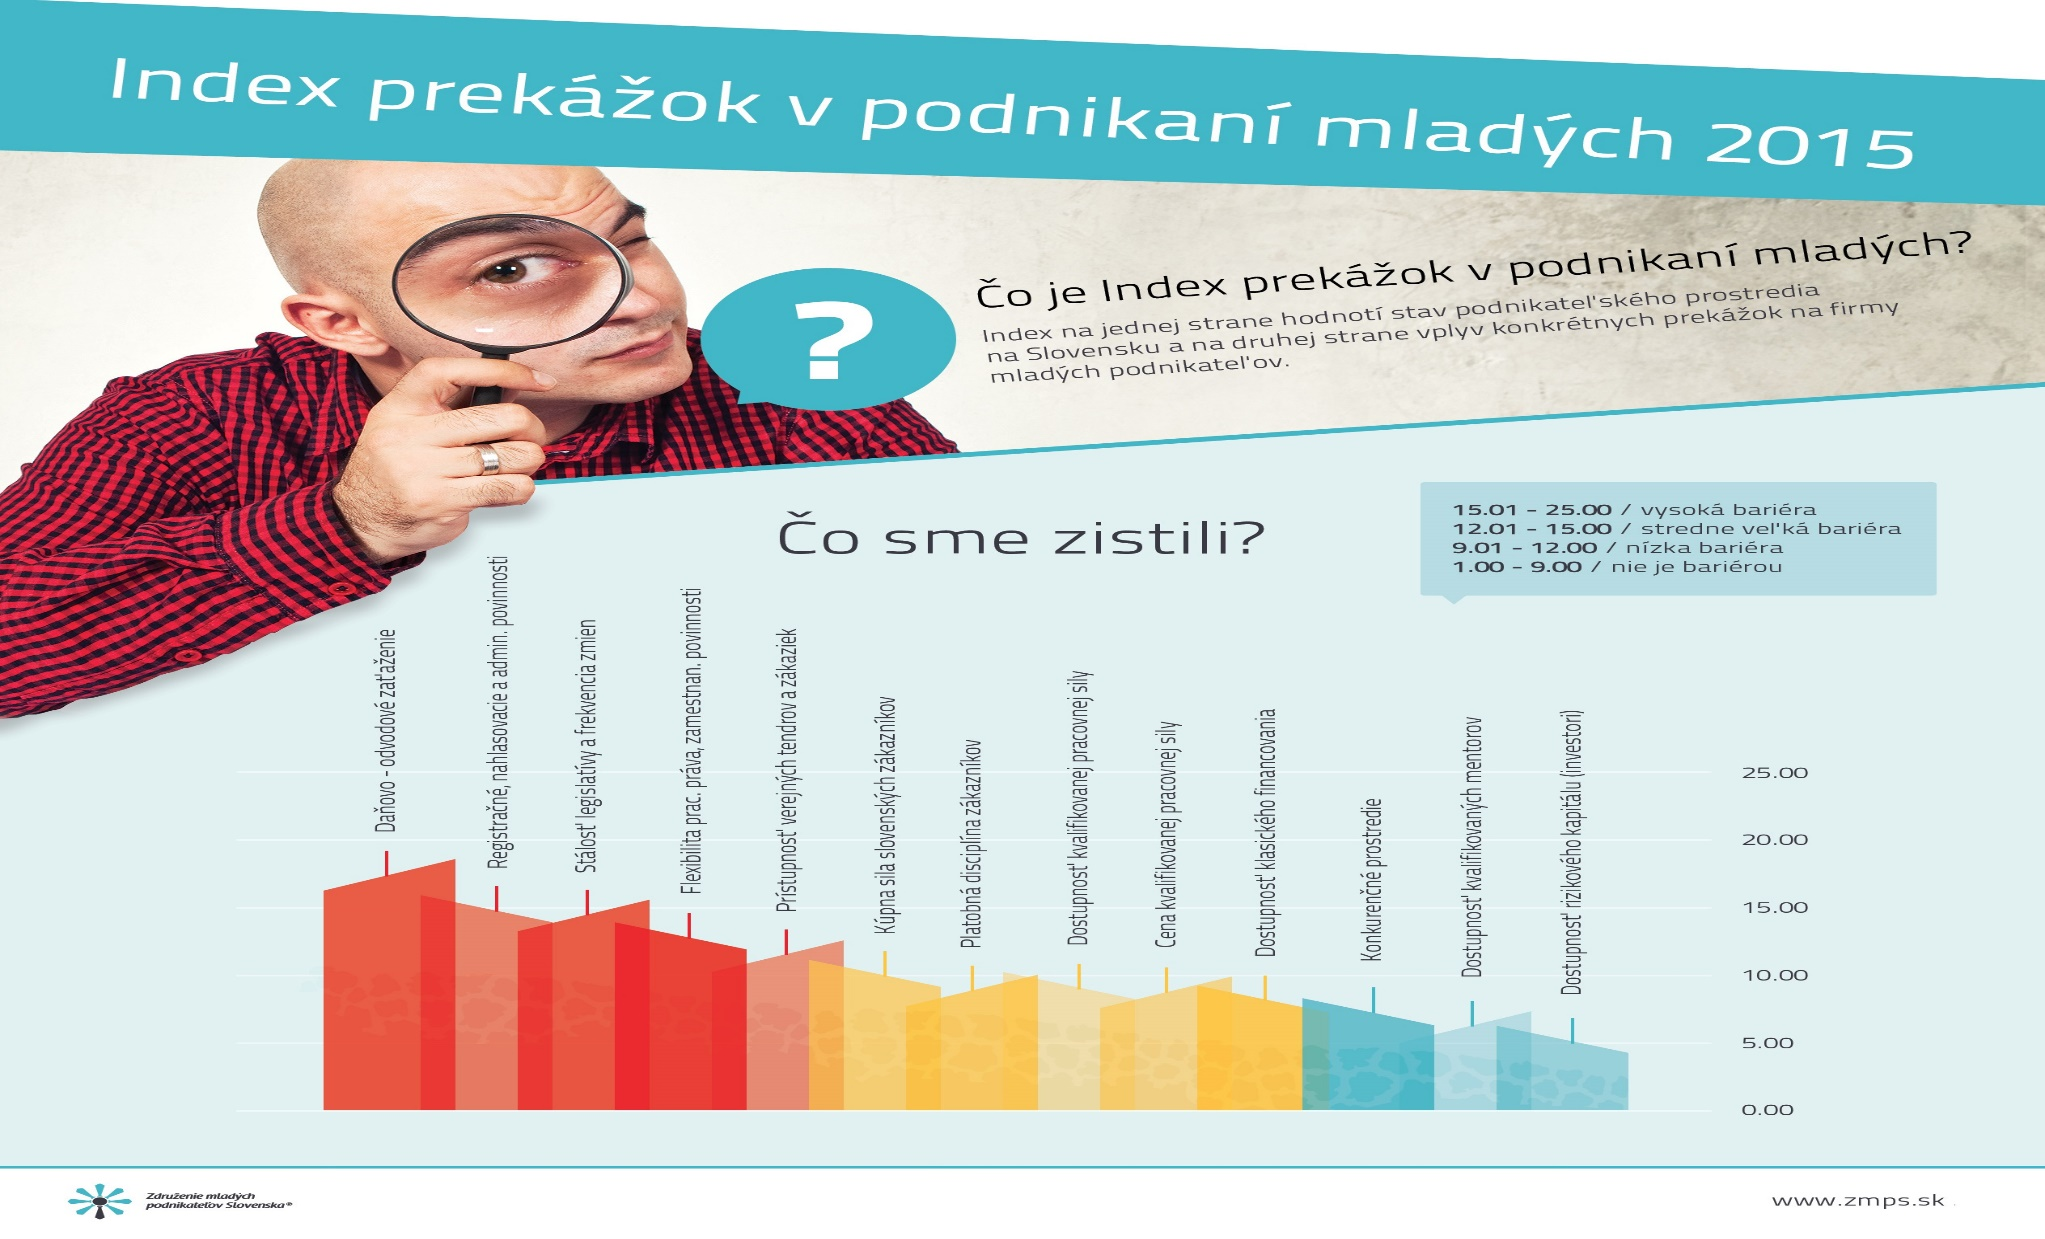 Index prekážok v podnikaní mladých 2015
?
Čo je Index prekážok v podnikaní mladých?
Index na jednej strane hodnotí stav podnikateľského prostredia
na Slovensku a na druhej strane vplyv konkrétnych prekážok na firmy
mladých podnikateľov.
Čo sme zistili?
15.01 - 25.00 / vysoká bariéra
12.01 - 15.00 / stredne veľká bariéra
9.01 - 12.00 / nízka bariéra
1.00 - 9.00 / nie je bariérou
Daňovo - odvodové zaťaženie
Registračné, nahlasovacie a admin. povinnosti
Stálosť legislatívy a frekvencia zmien
Flexibilita prac. práva, zamestnan. povinnosti
Prístupnosť verejných tendrov a zákaziek
Kúpna sila slovenských zákazníkov
Platobná disciplína zákazníkov
Dostupnosť kvalifikovanej pracovnej sily
Cena kvalifikovanej pracovnej sily
Dostupnosť klasického financovania
Konkurenčné prostredie
Dostupnosť kvalifikovaných mentorov
Dostupnosť rizikového kapitálu (investori)
25.00
20.00
15.00
10.00
5.00
0.00
Združenie mladých
podnikateľov Slovenska®
www.zmps.sk